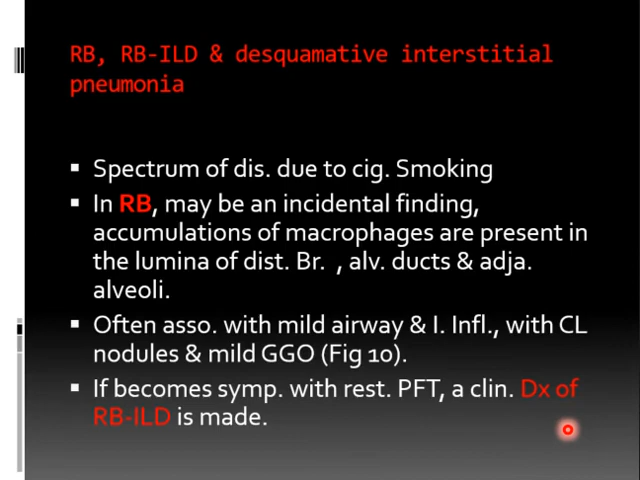 RB, RB-ILD & desquamative interstitial
pneumonia
Spectrum of dis. due to cig. Smoking
In RB, may be an incidental finding,
accumulations of macrophages are present in
the lumina of dist. Br. , alv. ducts & adja.
alveoli.
Often asso. with mild airway & I. Infl., with CL
nodules & mild GGO (Fig 10).
If becomes symp. with rest. PFT, a clin. Dx of
RB-ILD is made.